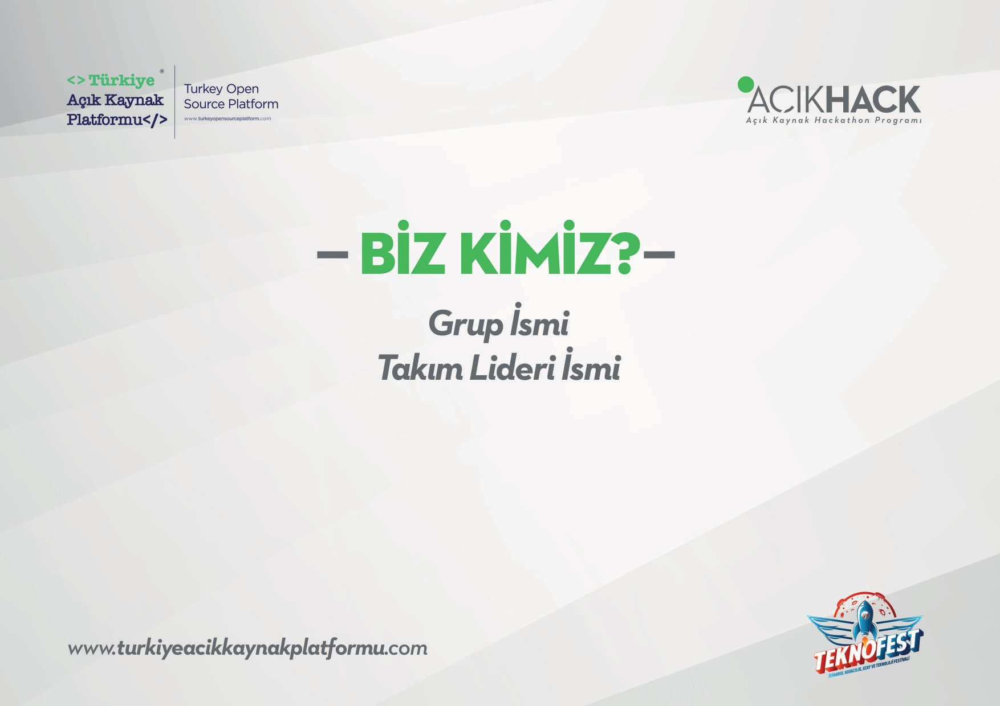 <> Türkiye ®
Açık Kaynak
Platformu</>
Turkey Open
Source Platform
www.turkeyopensourceplatform.com
AÇIKHACK
Açık Kaynak Hackathon Programı
– BİZ KİMİZ? –
Grup İsmi
Takım Lideri İsmi
www.turkiyeacikkaynakplatformu.com
TEKNOFEST
İSTANBUL HAVACILIK, UZAY VE TEKNOLOJİ FESTİVALİ